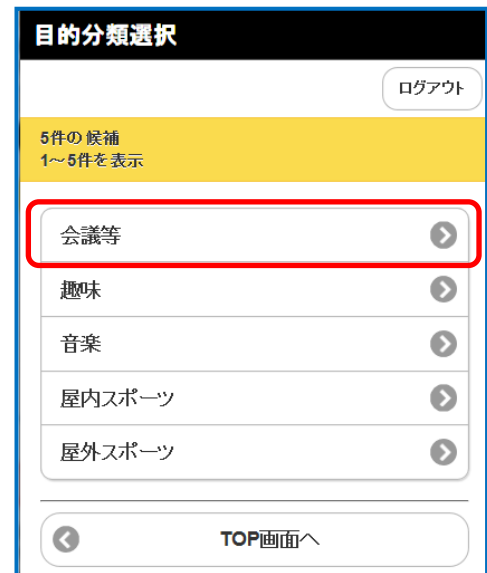 目的分類選択
ログアウト
5件の候補
1～5件を表示
会議等
趣味
音楽
屋内スポーツ
屋外スポーツ
TOP画面へ